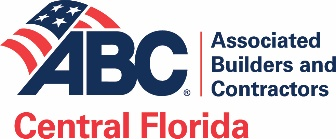 ABC®
Associated
Builders and
Contractors
Central Florida